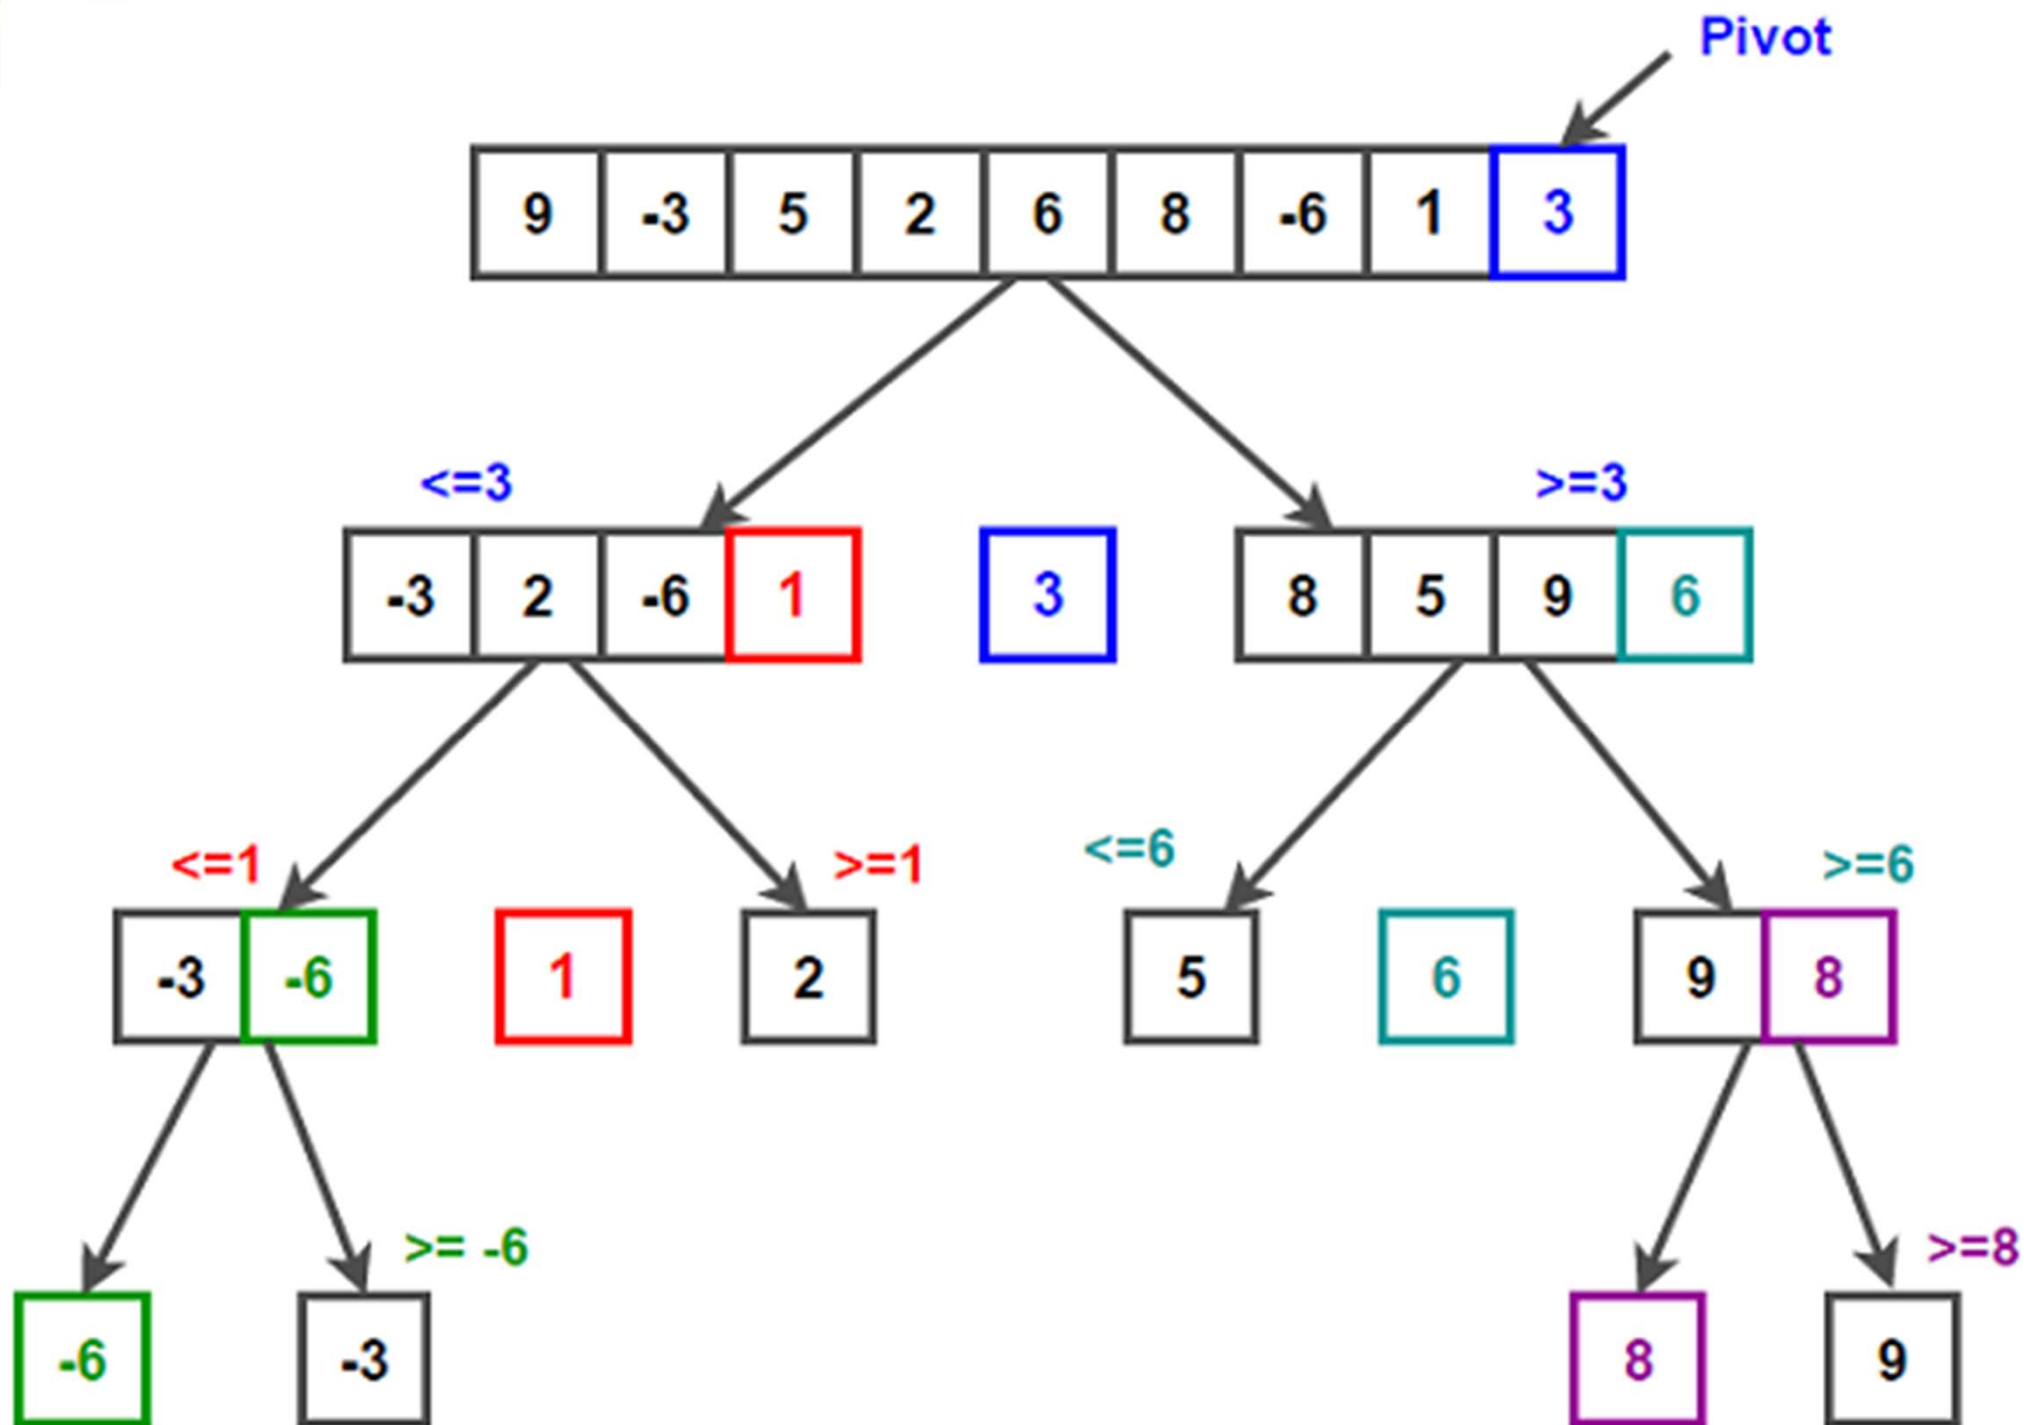 Pivot
9 -3 5 2 6 8 -6 1 3
<=3 >=3
-3 2 -6 1 3 8 5 9 6
<=1 >=1 <=6 >=6
-3 -6 1 2 5 6 9 8
>= -6 >=8
-6 -3 8 9